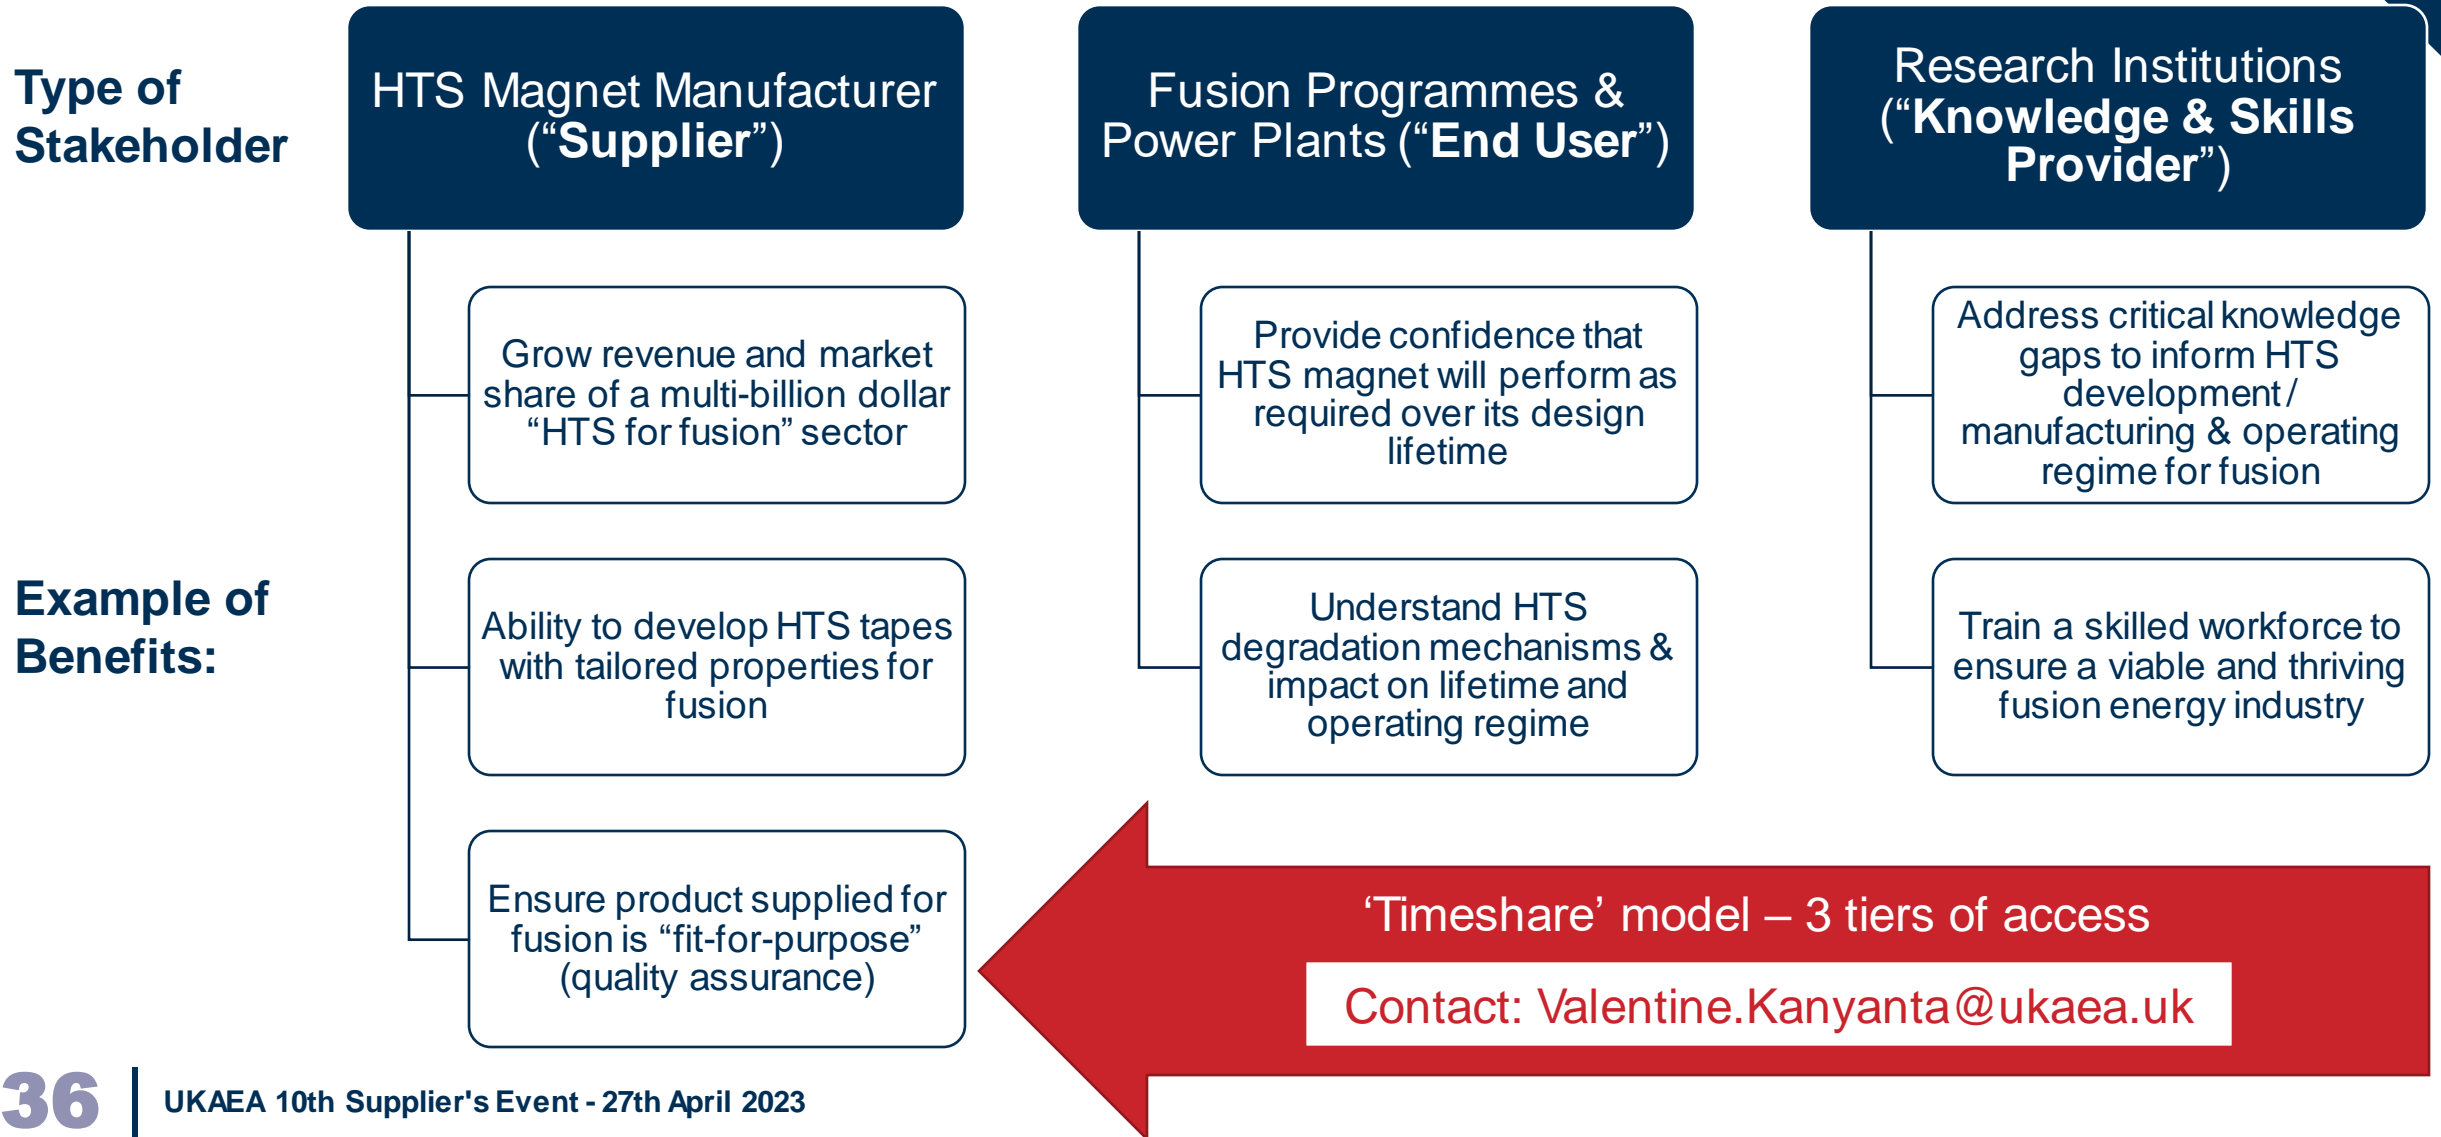 Type of
Stakeholder
HTS Magnet Manufacturer
(“Supplier”)
Fusion Programmes &
Power Plants (“End User”)
Research Institutions
(“Knowledge & Skills
Provider”)
Example of
Benefits:
Grow revenue and market
share of a multi-billion dollar
“HTS for fusion” sector
Ability to develop HTS tapes
with tailored properties for
fusion
Ensure product supplied for
fusion is “fit-for-purpose”
(quality assurance)
Provide confidence that
HTS magnet will perform as
required over its design
lifetime
Understand HTS
degradation mechanisms &
impact on lifetime and
operating regime
Address critical knowledge
gaps to inform HTS
development /
manufacturing & operating
regime for fusion
Train a skilled workforce to
ensure a viable and thriving
fusion energy industry
‘Timeshare’ model – 3 tiers of access
Contact: Valentine.Kanyanta@ukaea.uk
36
UKAEA 10th Supplier's Event - 27th April 2023